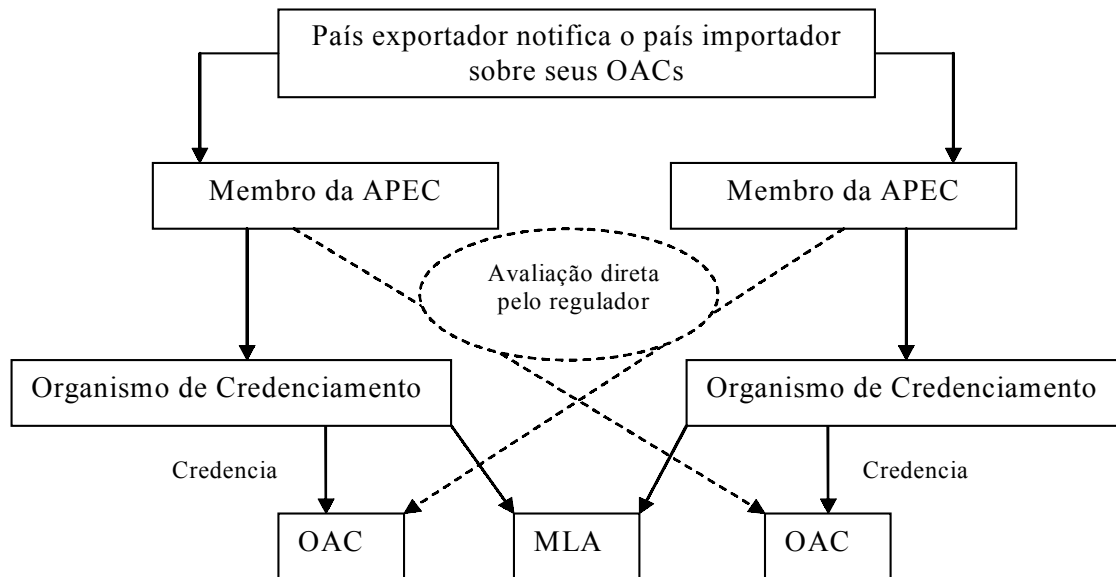 País exportador notifica o país importador
sobre seus OACs
Membro da APEC
Membro da APEC
Avaliação direta
pelo regulador
Organismo de Credenciamento
Organismo de Credenciamento
Credencia
Credencia
OAC
MLA
OAC